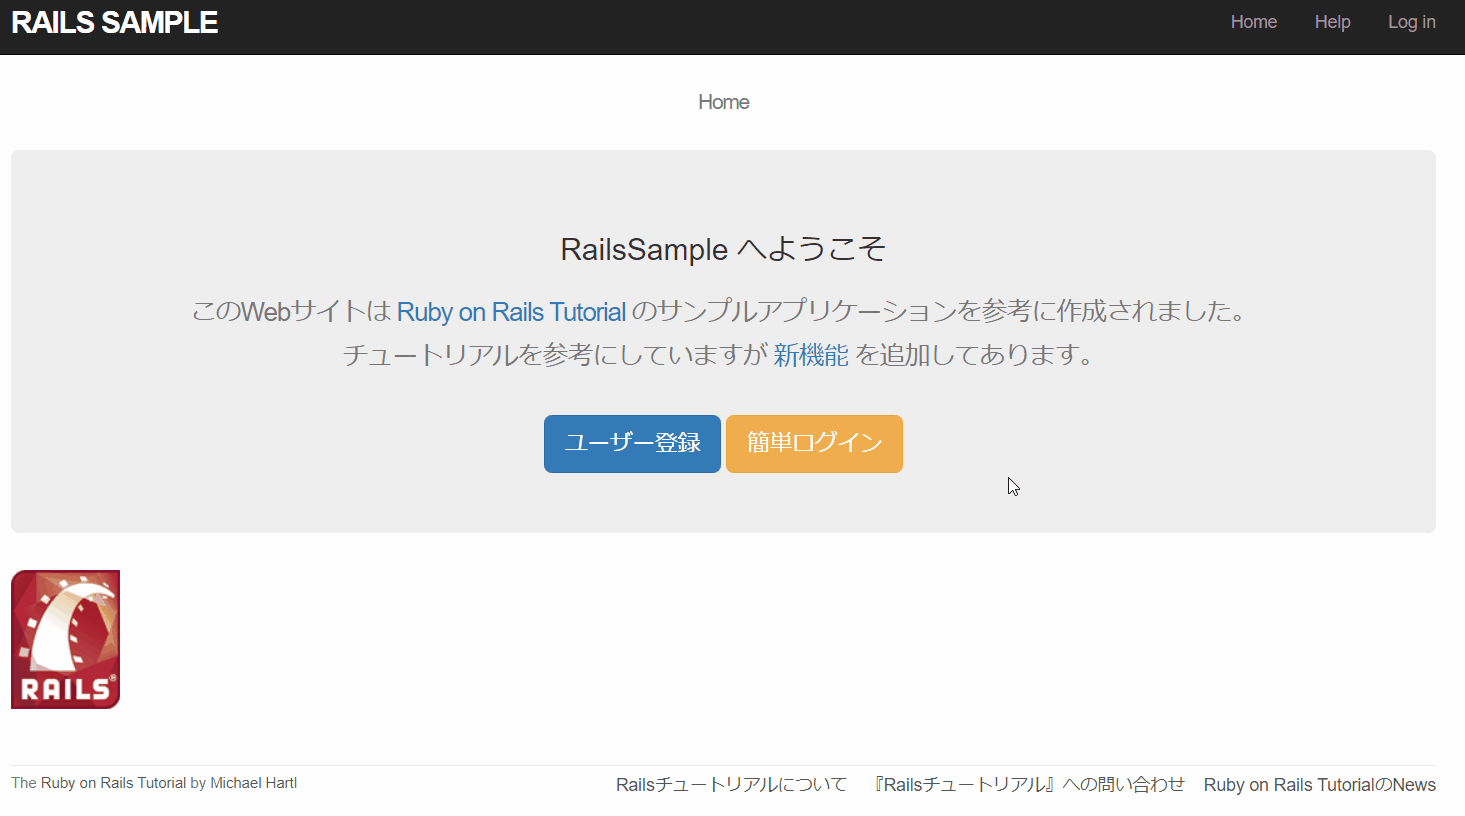 RAILS SAMPLE Home Help Log in
Home
RailsSample へようこそ
このWebサイトは Ruby on Rails Tutorial のサンプルアプリケーションを参考に作成されました。
チュートリアルを参考にしていますが 新機能 を追加してあります。
ユーザー登録 簡単ログイン
RAILS®
The Ruby on Rails Tutorial by Michael Hartl Railsチュートリアルについて 『Railsチュートリアル』への問い合わせ Ruby on Rails TutorialのNews